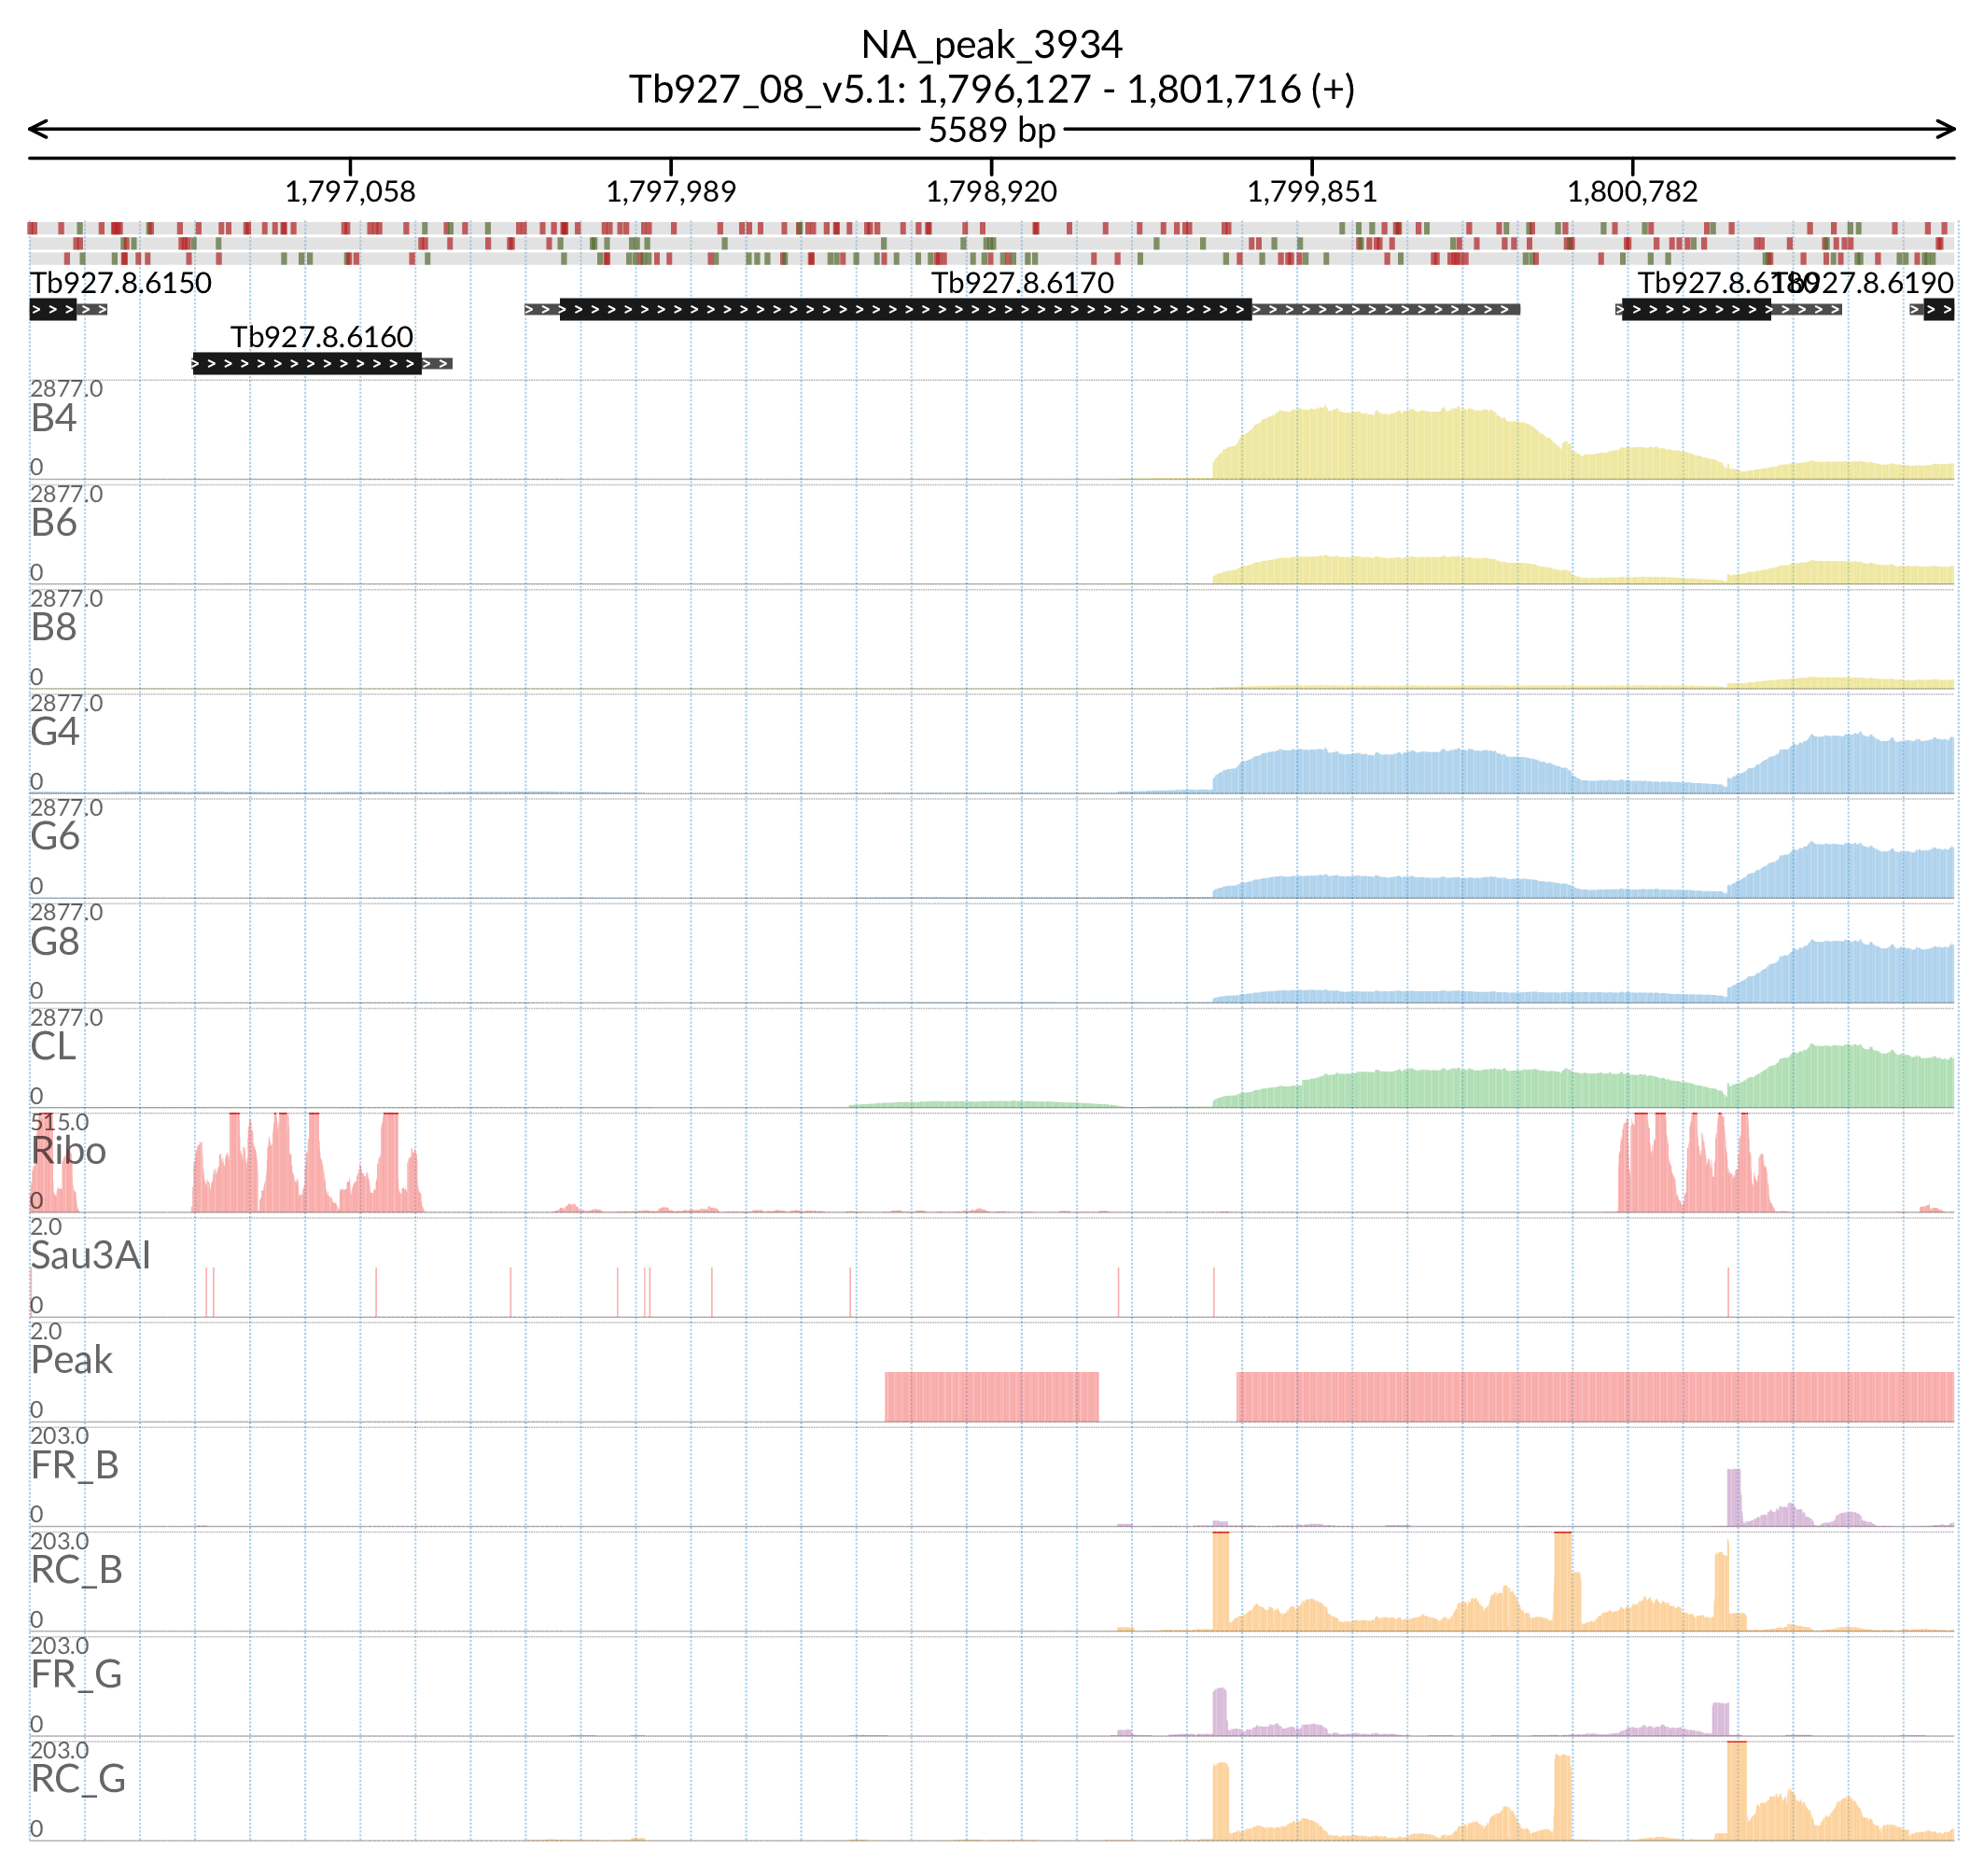 NA_peak_3934
Tb927_08_v5.1: 1,796,127 - 1,801,716 (+)
5589 bp
1,797,058 1,797,989 1,798,920 1,799,851 1,800,782
Tb927.8.6150 Tb927.8.6170 Tb927.8.6180 Tb927.8.6190
Tb927.8.6160
2877.0
B4
0
2877.0
B6
0
2877.0
B8
0
2877.0
G4
0
2877.0
G6
0
2877.0
G8
0
2877.0
CL
0
515.0
Ribo
0
2.0
Sau3AI
0
2.0
Peak
0
203.0
FR_B
0
203.0
RC_B
0
203.0
FR_G
0
203.0
RC_G
0